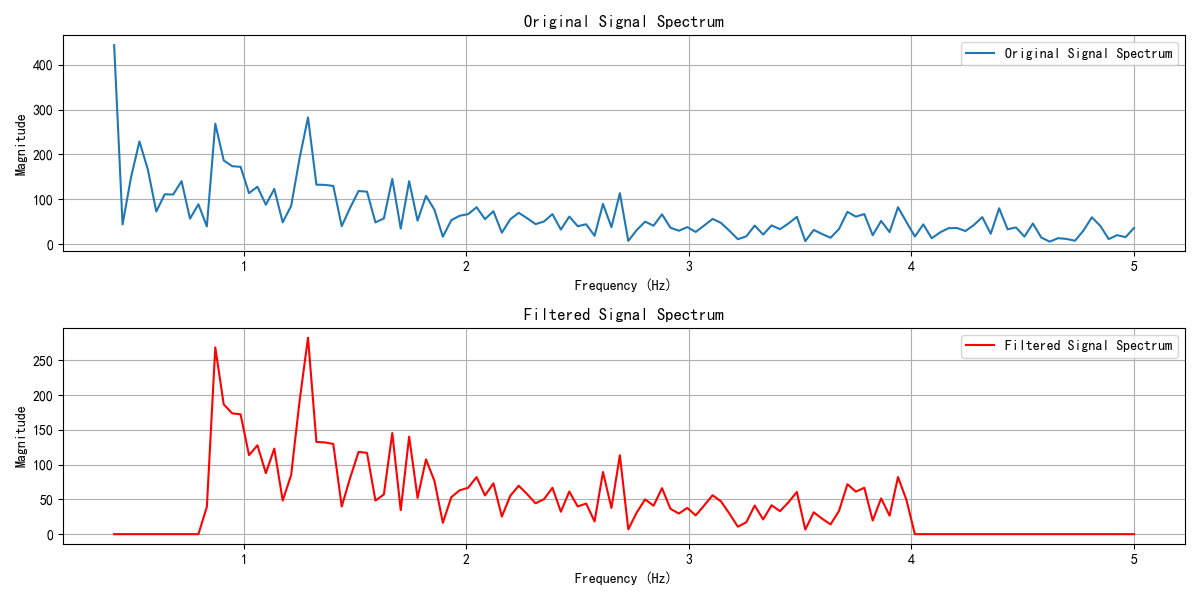 Original Signal Spectrum
Original Signal Spectrum
Magnitude
400
300
200
100
0
1 2 3 4 5
Frequency (Hz)
Filtered Signal Spectrum
Filtered Signal Spectrum
Magnitude
250
200
150
100
50
0
1 2 3 4 5
Frequency (Hz)